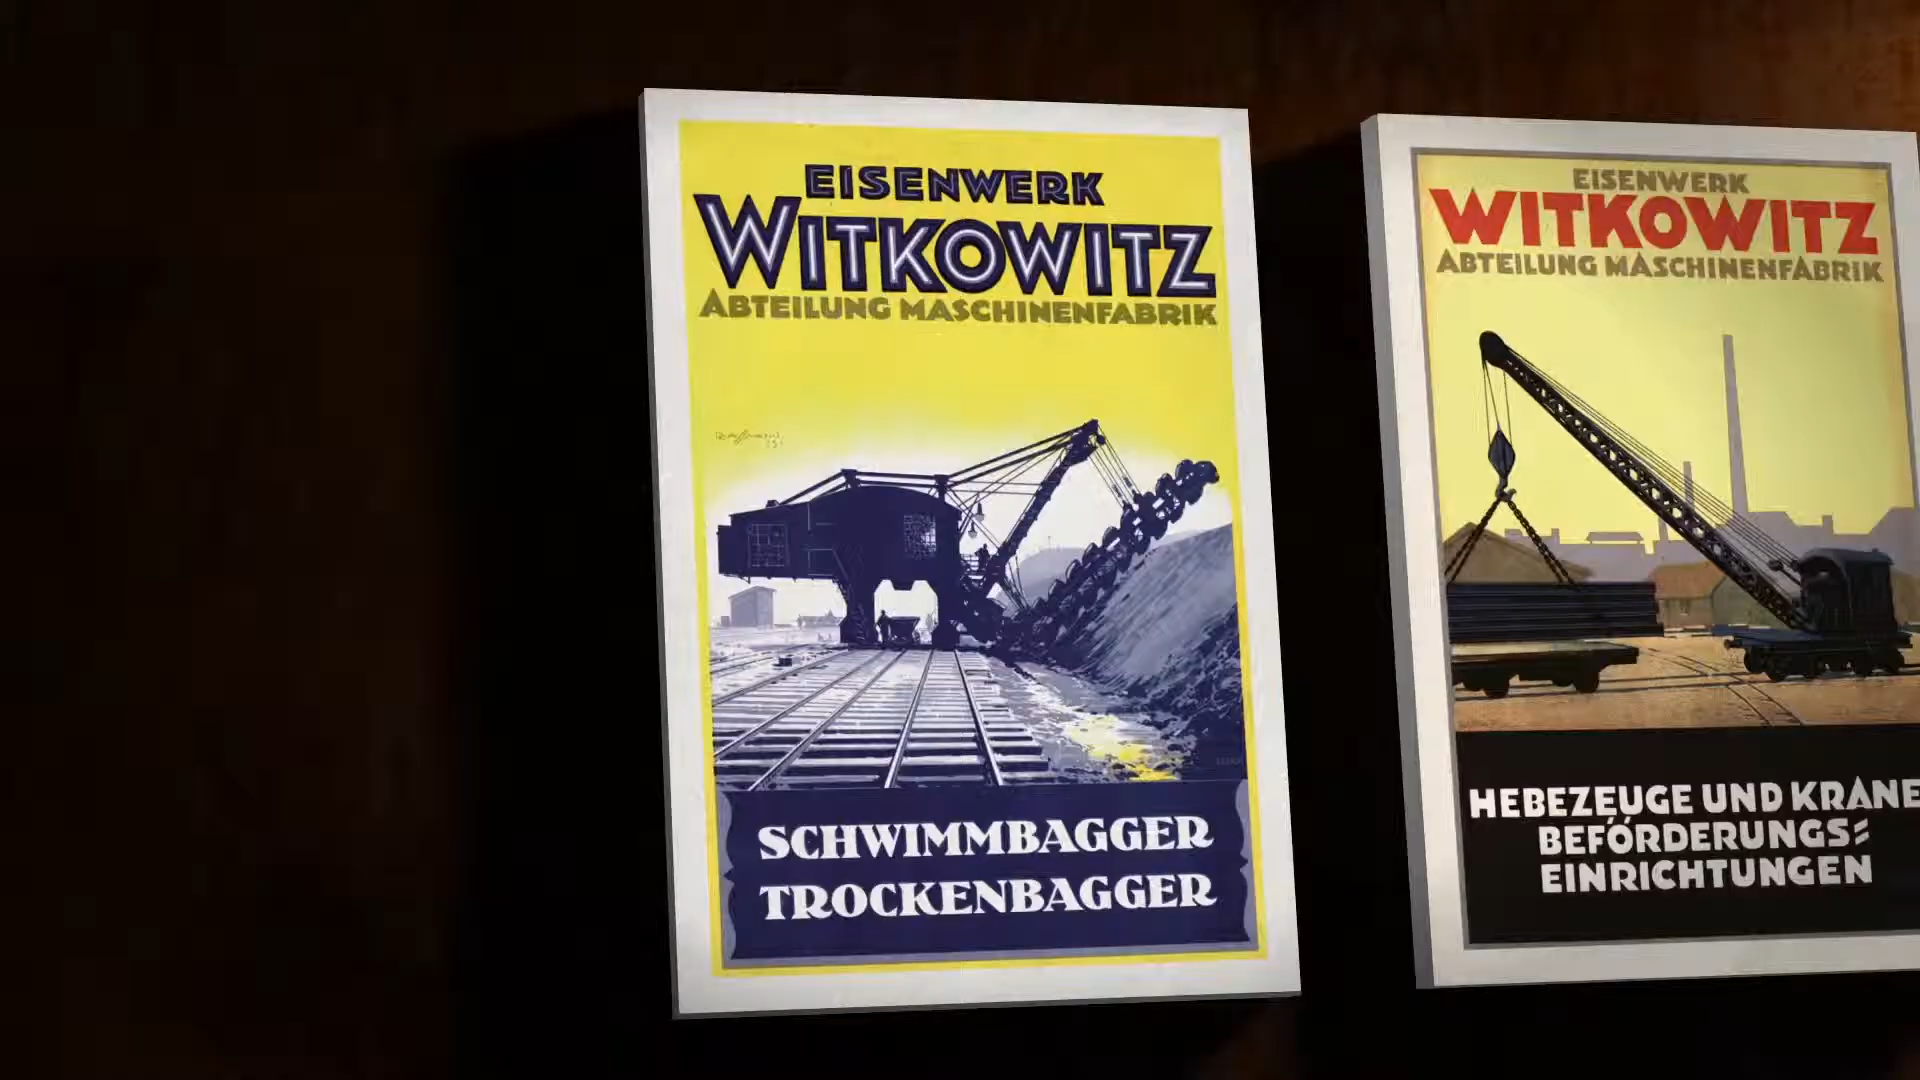 EISENWERK
WITKOWITZ
ABTEILUNG MASCHINENFABRIK
SCHWIMMBAGGER
TROCKENBAGGER
EISENWERK
WITKOWITZ
ABTEILUNG MASCHINENFABRIK
HEBEZEUGE UND KRANE
BEFÖRDERUNGS=
EINRICHTUNGEN